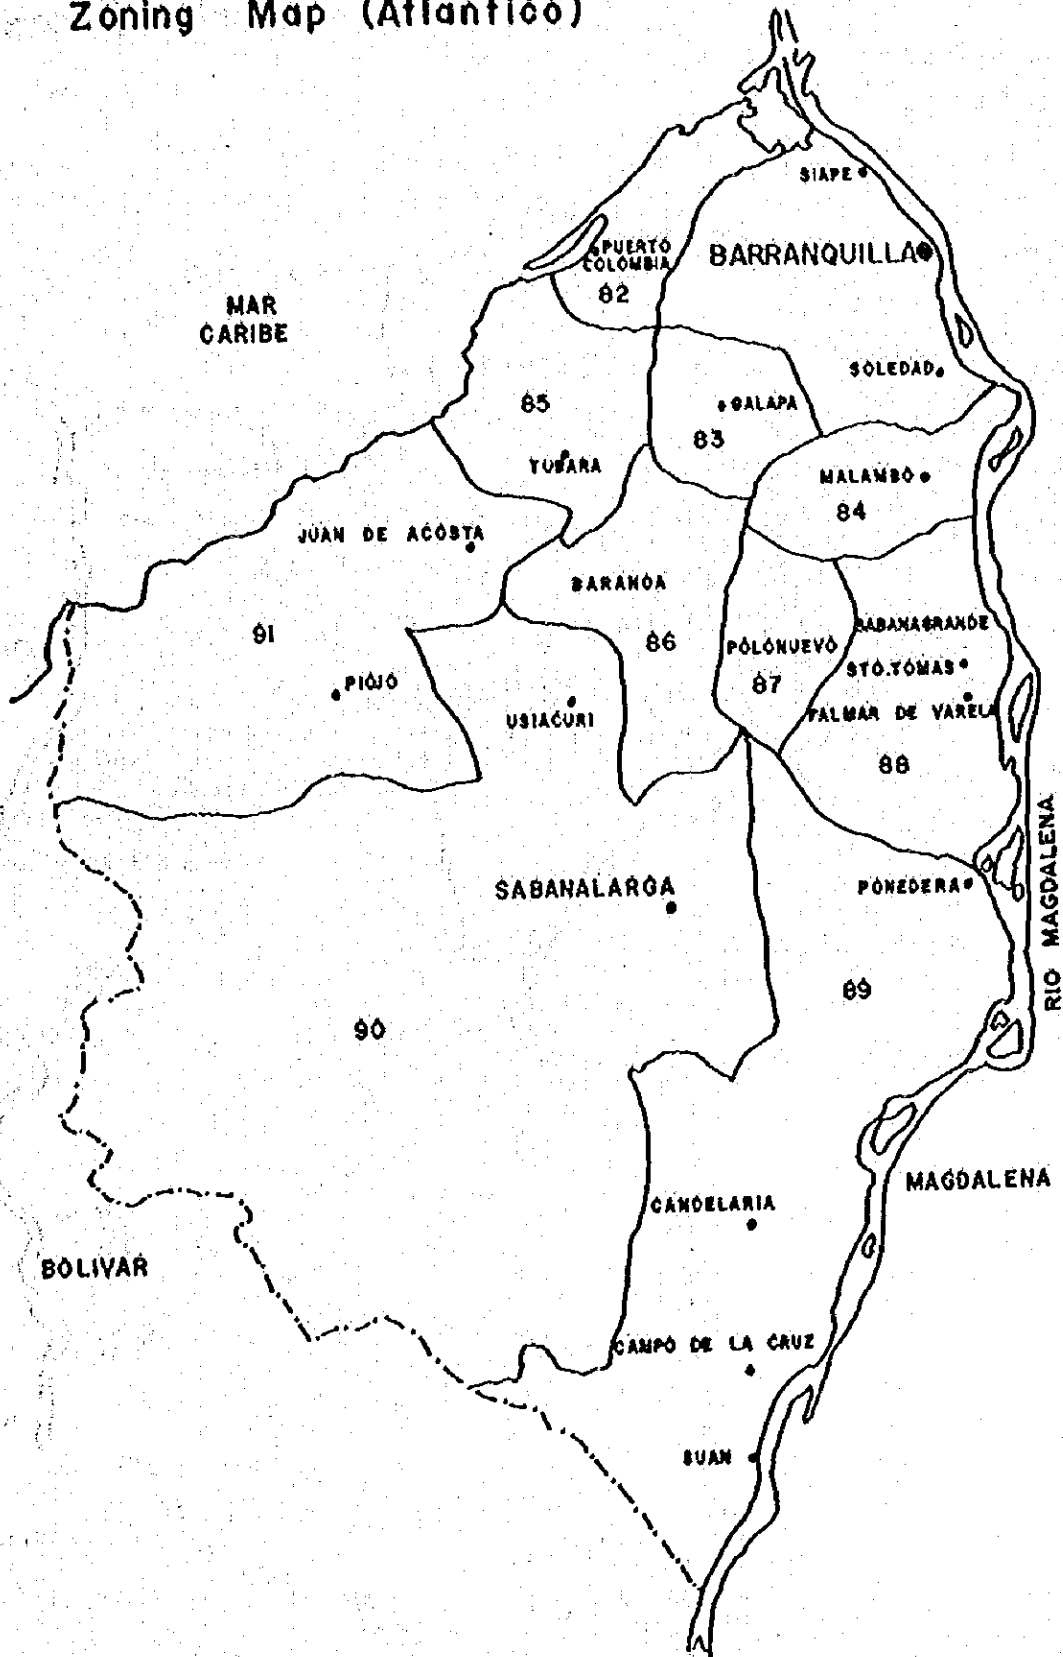 Zoning Map (Atlantico)
SIAPE
PUERTO
COLOMBIA
82
BARRANQUILLA
MAR
CARIBE
SOLEDAD
85
GALAPA
83
TUBARA
MALAMBO
84
JUAN DE ACOSTA
BARANOA
91
86
POLONUEVO
87
SABANAGRANDE
STO. TOMAS
PIOJO
USIACURI
PALMAR DE VARELA
88
RIO MAGDALENA
SABANALARGA
PONEDERA
89
90
MAGDALENA
CANDELARIA
BOLIVAR
CAMPO DE LA CRUZ
SUAN